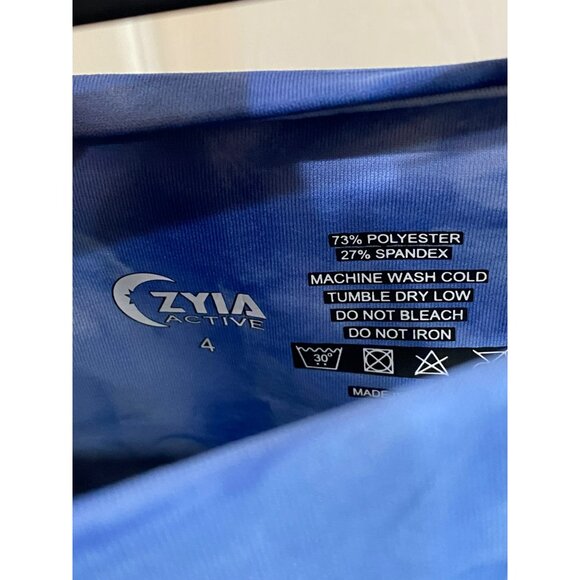 ZYIA
ACTIVE
4
73% POLYESTER
27% SPANDEX
MACHINE WASH COLD
TUMBLE DRY LOW
DO NOT BLEACH
DO NOT IRON
30°
MADE